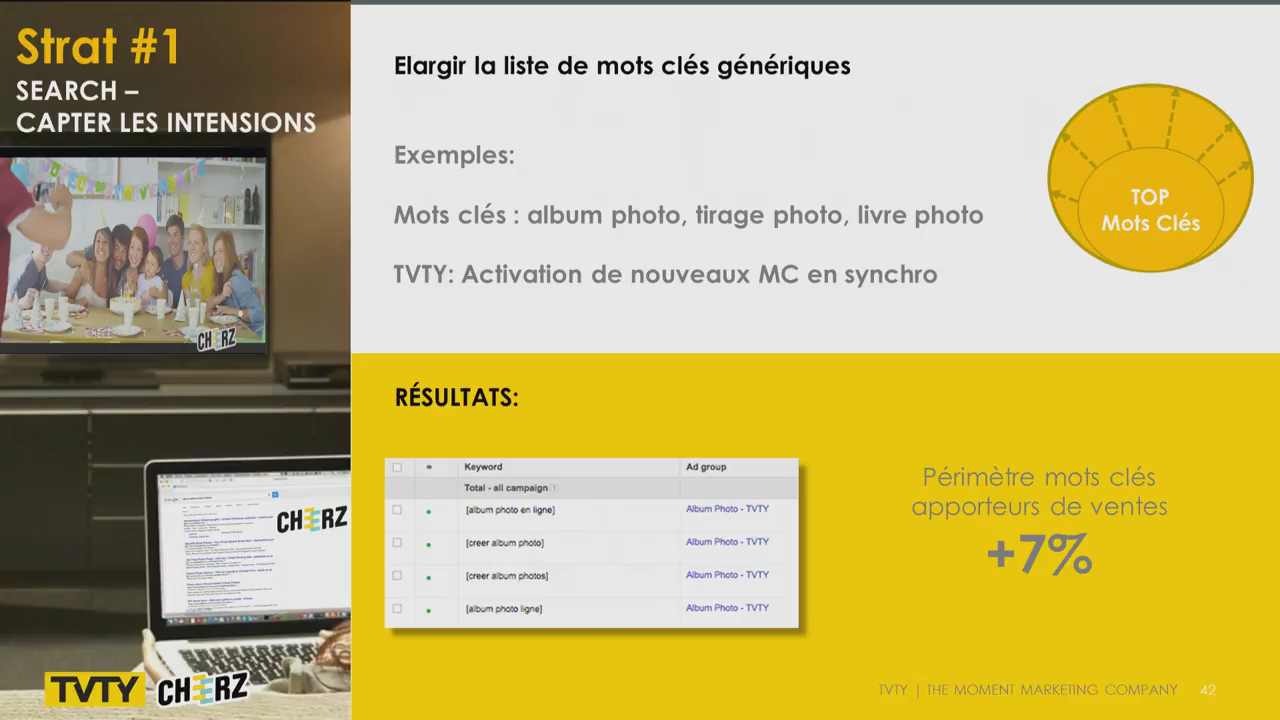 Strat #1
SEARCH –
CAPTER LES INTENSIONS
CHEERZ
CHEERZ
TVTY
CHEERZ
Elargir la liste de mots clés génériques
Exemples:
Mots clés : album photo, tirage photo, livre photo
TVTY: Activation de nouveaux MC en synchro
TOP
Mots Clés
RÉSULTATS:
Keyword Ad group
Total - all campaign
[album photo en ligne] Album Photo - TVTY
[creer album photo] Album Photo - TVTY
[creer album photos] Album Photo - TVTY
[album photo ligne] Album Photo - TVTY
Périmètre mots clés
apporteurs de ventes
+7%
TVTY | THE MOMENT MARKETING COMPANY 42